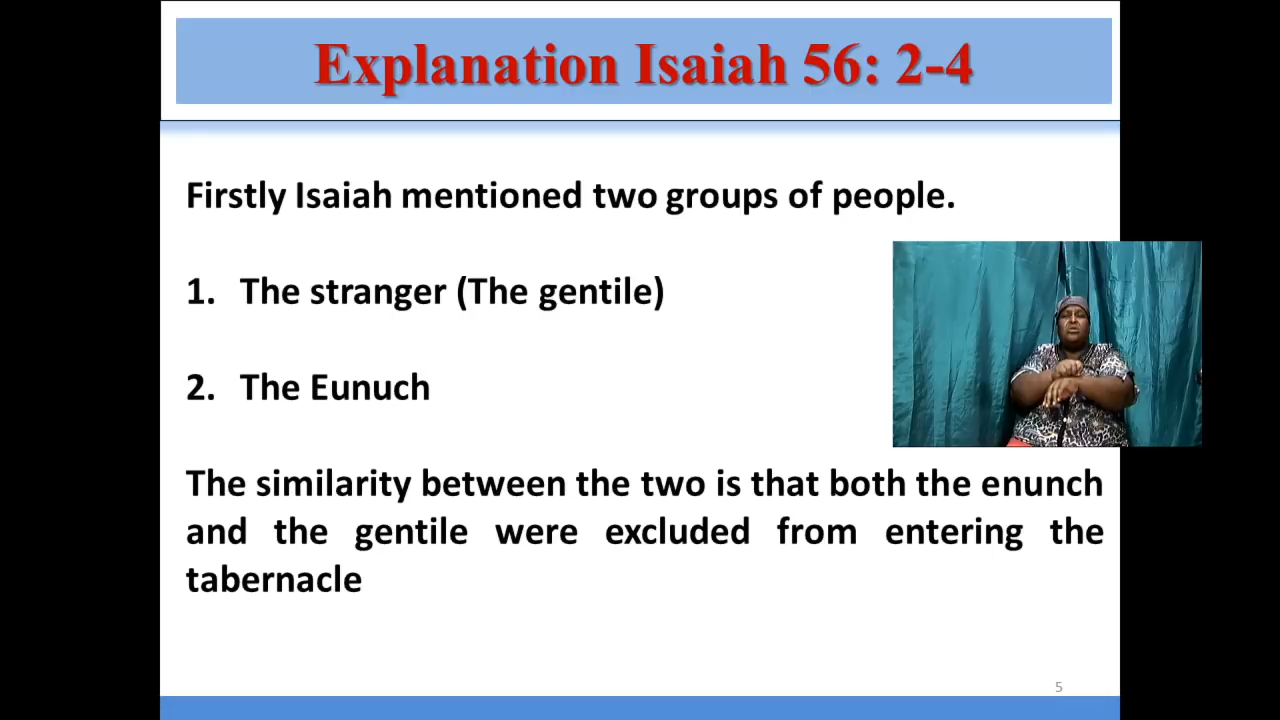 Explanation Isaiah 56: 2-4
Firstly Isaiah mentioned two groups of people.
1. The stranger (The gentile)
2. The Eunuch
The similarity between the two is that both the enunch
and the gentile were excluded from entering the
tabernacle
5